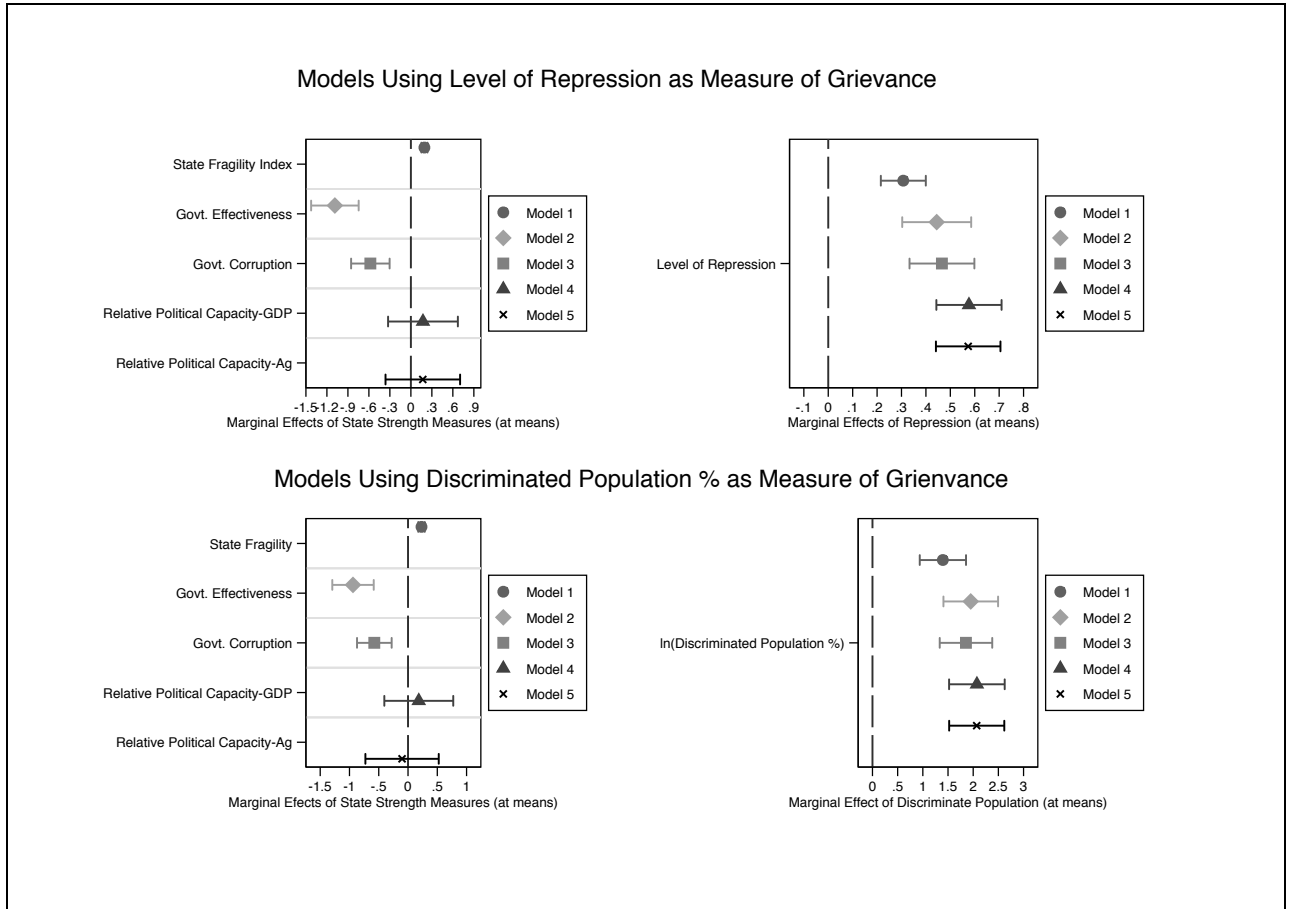 Models Using Level of Repression as Measure of Grievance
State Fragility Index
Govt. Effectiveness
Govt. Corruption
Relative Political Capacity-GDP
Relative Political Capacity-Ag
-1.5 -1.2 -.9 -.6 -.3 0 .3 .6 .9
Marginal Effects of State Strength Measures (at means)
Model 1
Model 2
Model 3
Model 4
Model 5
Level of Repression
-.1 0 .1 .2 .3 .4 .5 .6 .7 .8
Marginal Effects of Repression (at means)
Model 1
Model 2
Model 3
Model 4
Model 5
Models Using Discriminated Population % as Measure of Grienvance
State Fragility
Govt. Effectiveness
Govt. Corruption
Relative Political Capacity-GDP
Relative Political Capacity-Ag
-1.5 -1 -.5 0 .5 1
Marginal Efects of State Strength Measures (at means)
Model 1
Model 2
Model 3
Model 4
Model 5
ln(Discriminated Population %)
0 .5 1 1.5 2 2.5 3
Marginal Effect of Discriminate Population (at means)
Model 1
Model 2
Model 3
Model 4
Model 5